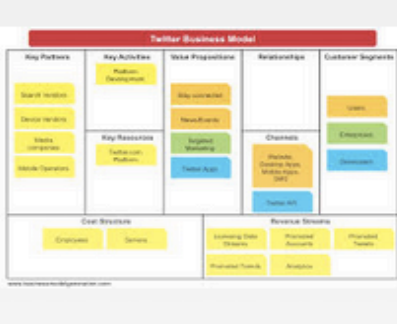 Twitter Business Model
Key Partners
Search Vendors
Device Vendors
Media
companies
Mobile Operators
Key Activities
Platform
Development
Key Resources
Twitter.com
Platform
Value Propositions
Stay connected
News/Events
Targeted
Marketing
Twitter Apps
Relationships
Channels
Website,
Desktop Apps,
Mobile Apps,
SMS
Twitter API
Customer Segments
Users
Enterprises
Developers
Cost Structure
Employees
Servers
Revenue Streams
Licensing Data
Streams
Promoted
Accounts
Promoted
Tweets
Promoted Trends
Analytics
www.businessmodelgeneration.com